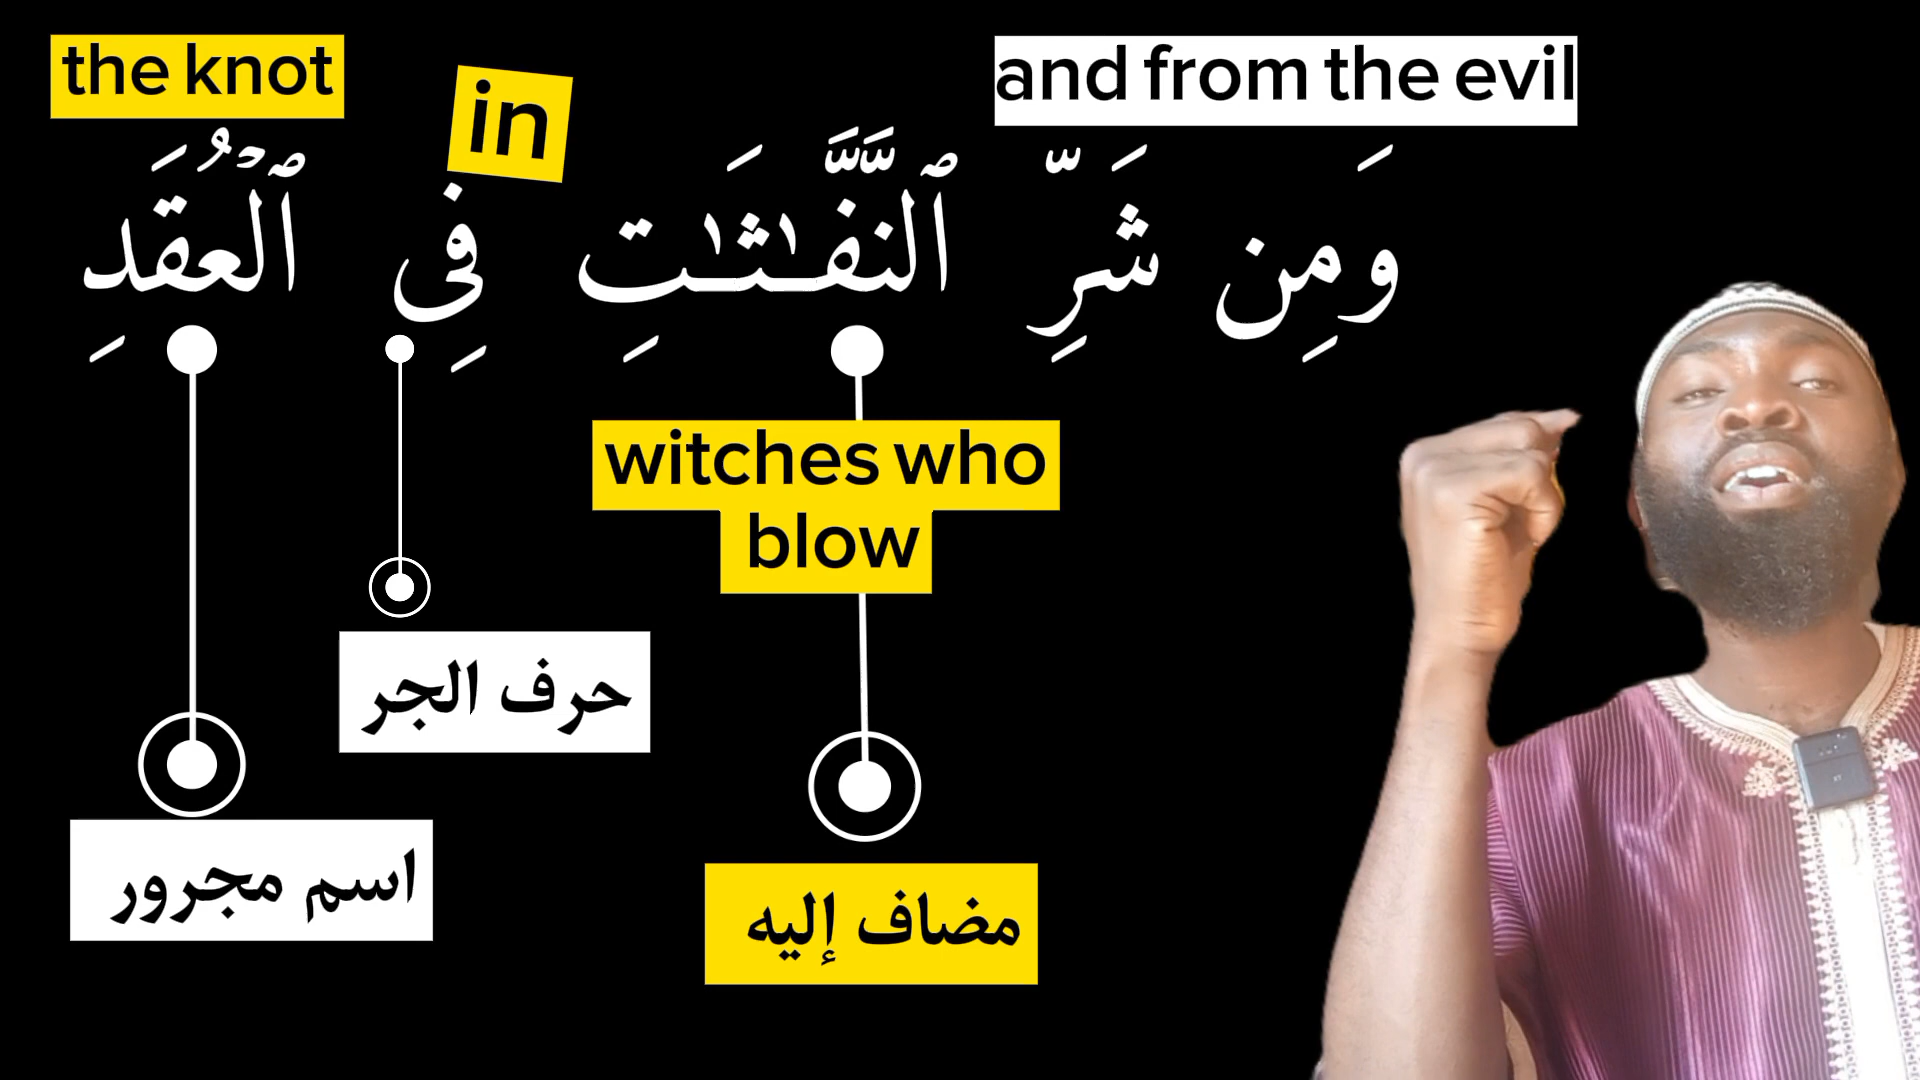 the knot
in
and from the evil
وَمِن شَرِّ ٱلنَّفَّـٰثَـٰتِ فِى ٱلْعُقَدِ
witches who
blow
حرف الجر
اسم مجرور
مضاف إليه